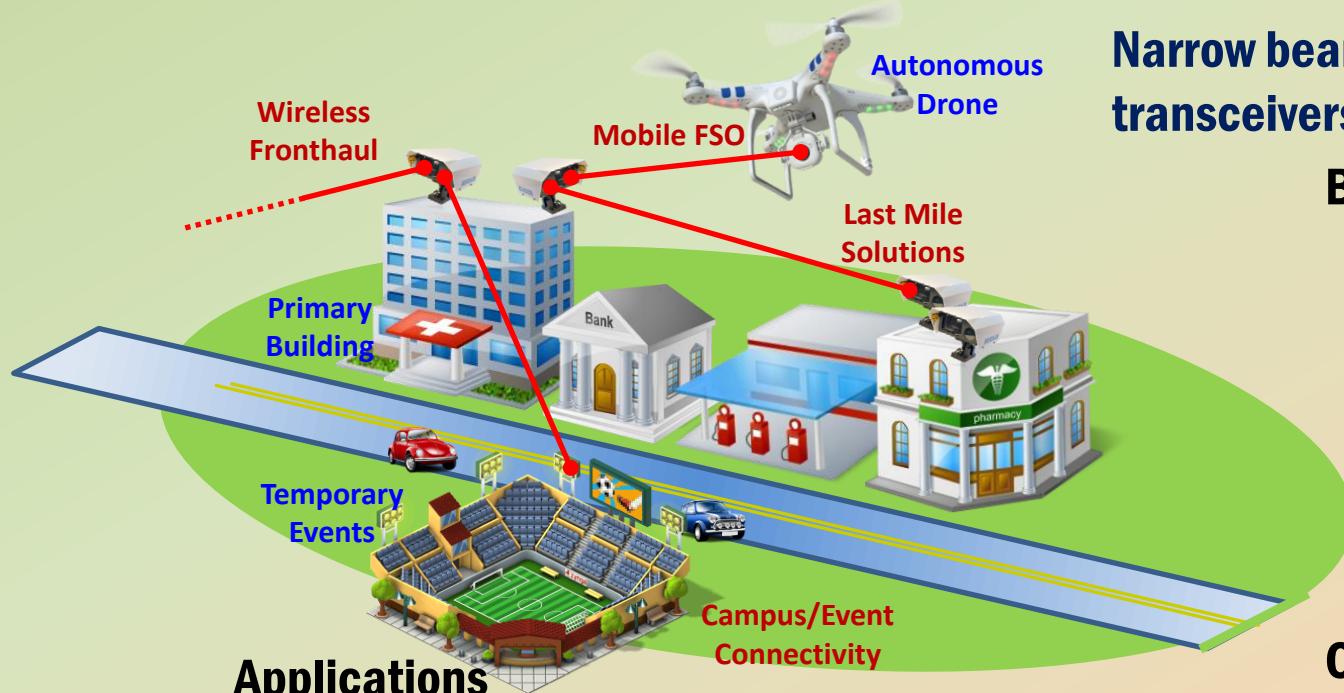 Narrow bear
transceivers
B
Autonomous
Drone
Wireless
Fronthaul
Mobile FSO
Last Mile
Solutions
Primary
Building
Bank
pharmacy
Temporary
Events
Campus/Event
Connectivity
Applications
C